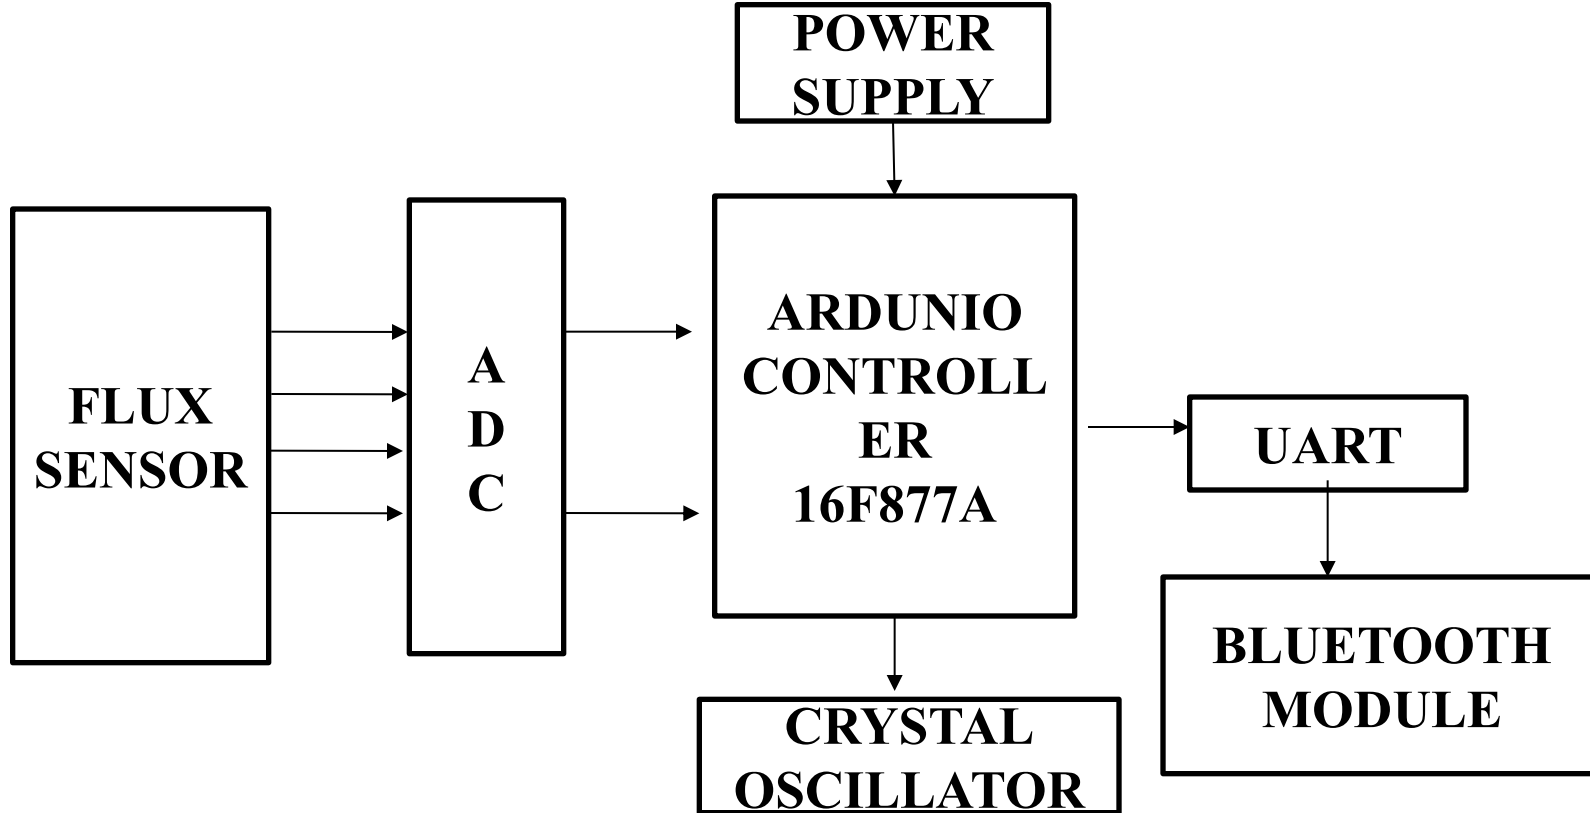 POWER
SUPPLY
FLUX
SENSOR
A
D
C
ARDUNIO
CONTROLL
ER
16F877A
UART
BLUETOOTH
MODULE
CRYSTAL
OSCILLATOR